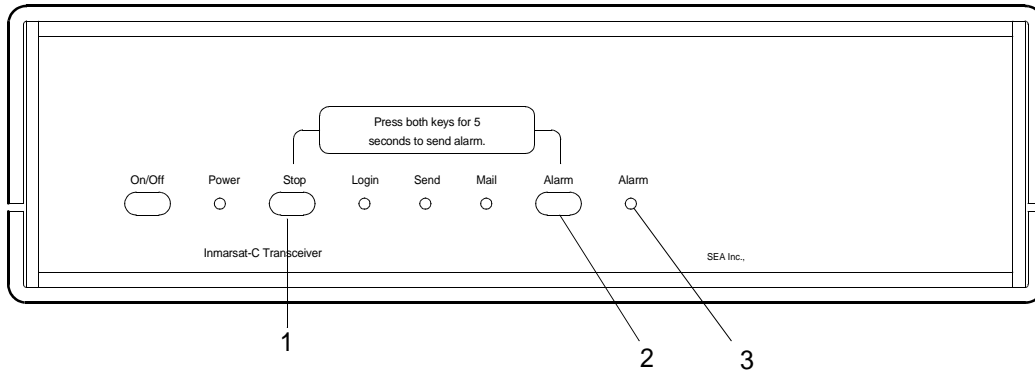 Press both keys for 5
seconds to send alarm.
On/Off Power Stop Login Send Mail Alarm Alarm
Inmarsat-C Transceiver SEA Inc.,
1 2 3